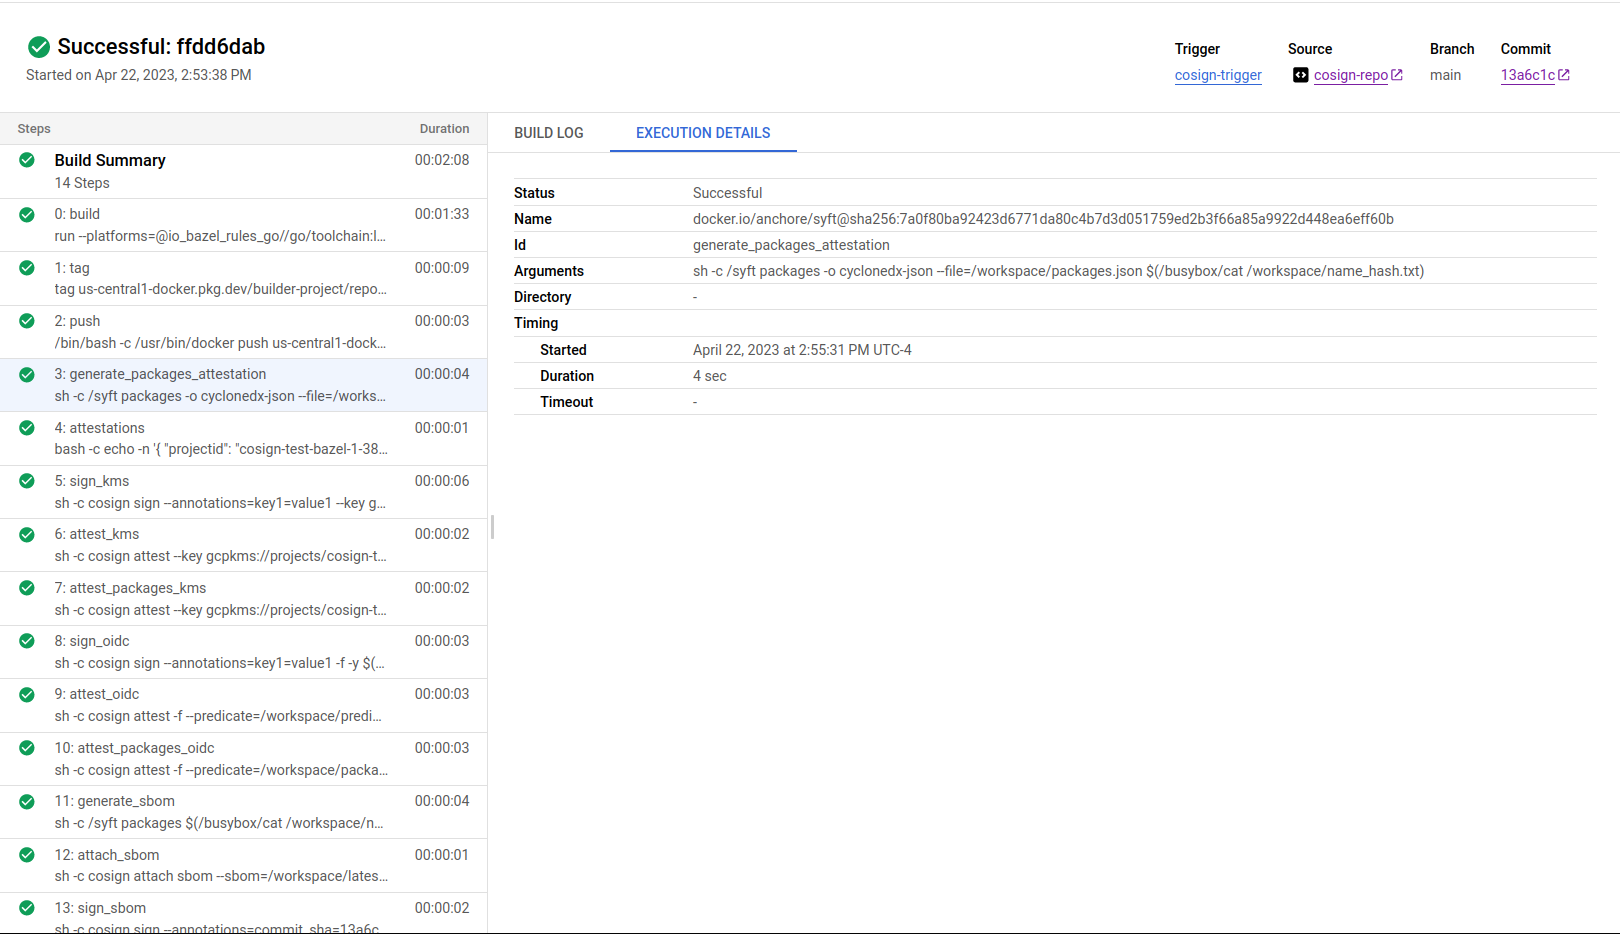 Successful: ffdd6dab
Started on Apr 22, 2023, 2:53:38 PM
Trigger Source Branch Commit
cosign-trigger cosign-repo main 13a6c1c
Steps Duration
Build Summary 00:02:08
14 Steps
0: build 00:01:33
run --platforms=@io_bazel_rules_go//go/toolchain:l...
1: tag 00:00:09
tag us-central1-docker.pkg.dev/builder-project/repo...
2: push 00:00:03
/bin/bash -c /usr/bin/docker push us-central1-dock...
3: generate_packages_attestation 00:00:04
sh -c /syft packages -o cyclonedx-json --file=/works...
4: attestations 00:00:01
bash -c echo -n '{ "projectid": "cosign-test-bazel-1-38...
5: sign_kms 00:00:06
sh -c cosign sign --annotations=key1=value1 --key g...
6: attest_kms 00:00:02
sh -c cosign attest --key gcpkms://projects/cosign-t...
7: attest_packages_kms 00:00:02
sh -c cosign attest --key gcpkms://projects/cosign-t...
8: sign_oidc 00:00:03
sh -c cosign sign --annotations=key1=value1 -f -y $(...
9: attest_oidc 00:00:03
sh -c cosign attest -f --predicate=/workspace/predi...
10: attest_packages_oidc 00:00:03
sh -c cosign attest -f --predicate=/workspace/packa...
11: generate_sbom 00:00:04
sh -c /syft packages $(/busybox/cat /workspace/n...
12: attach_sbom 00:00:01
sh -c cosign attach sbom --sbom=/workspace/lates...
13: sign_sbom 00:00:02
sh -c cosign sign --annotations=commit_sha=13a6c...
BUILD LOG EXECUTION DETAILS
Status Successful
Name docker.io/anchore/syft@sha256:7a0f80ba92423d6771da80c4b7d3d051759ed2b3f66a85a9922d448ea6eff60b
Id generate_packages_attestation
Arguments sh -c /syft packages -o cyclonedx-json --file=/workspace/packages.json $(/busybox/cat /workspace/name_hash.txt)
Directory -
Timing
Started April 22, 2023 at 2:55:31 PM UTC-4
Duration 4 sec
Timeout -